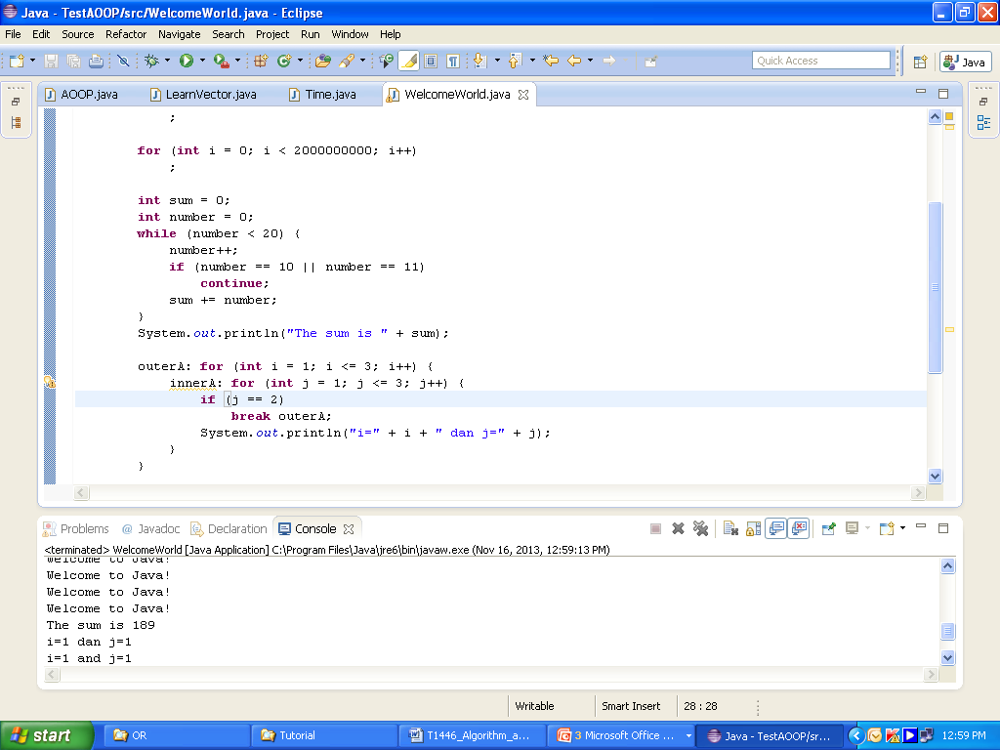 Java - TestAOOP/src/WelcomeWorld.java - Eclipse
File Edit Source Refactor Navigate Search Project Run Window Help
Quick Access
Java
AOOP.java LearnVector.java Time.java WelcomeWorld.java
;
for (int i = 0; i < 2000000000; i++)
;
int sum = 0;
int number = 0;
while (number < 20) {
number++;
if (number == 10 || number == 11)
continue;
sum += number;
}
System.out.println("The sum is " + sum);
outerA: for (int i = 1; i <= 3; i++) {
innerA: for (int j = 1; j <= 3; j++) {
if (j == 2)
break outerA;
System.out.println("i=" + i + " dan j=" + j);
}
}
Problems @ Javadoc Declaration Console
<terminated> WelcomeWorld [Java Application] C:\Program Files\Java\jre6\bin\javaw.exe (Nov 16, 2013, 12:59:13 PM)
Welcome to Java!
Welcome to Java!
Welcome to Java!
Welcome to Java!
The sum is 189
i=1 dan j=1
i=1 and j=1
Writable Smart Insert 28 : 28
start OR Tutorial T1446_Algorithm_a... 3 Microsoft Office ... Java - TestAOOP/sr... 12:59 PM